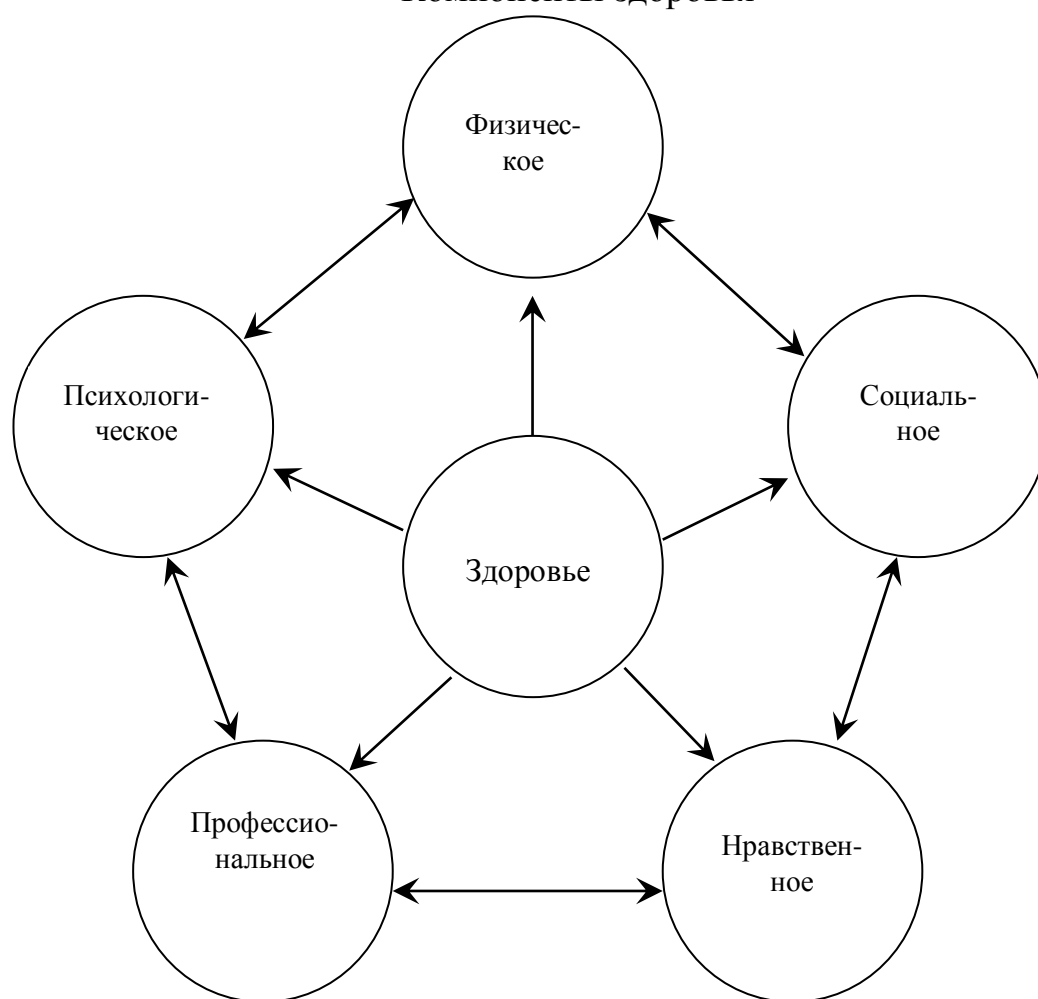 Компоненты здоровья
Физичес-
кое
Психологи-
ческое
Социаль-
ное
Здоровье
Профессио-
нальное
Нравствен-
ное